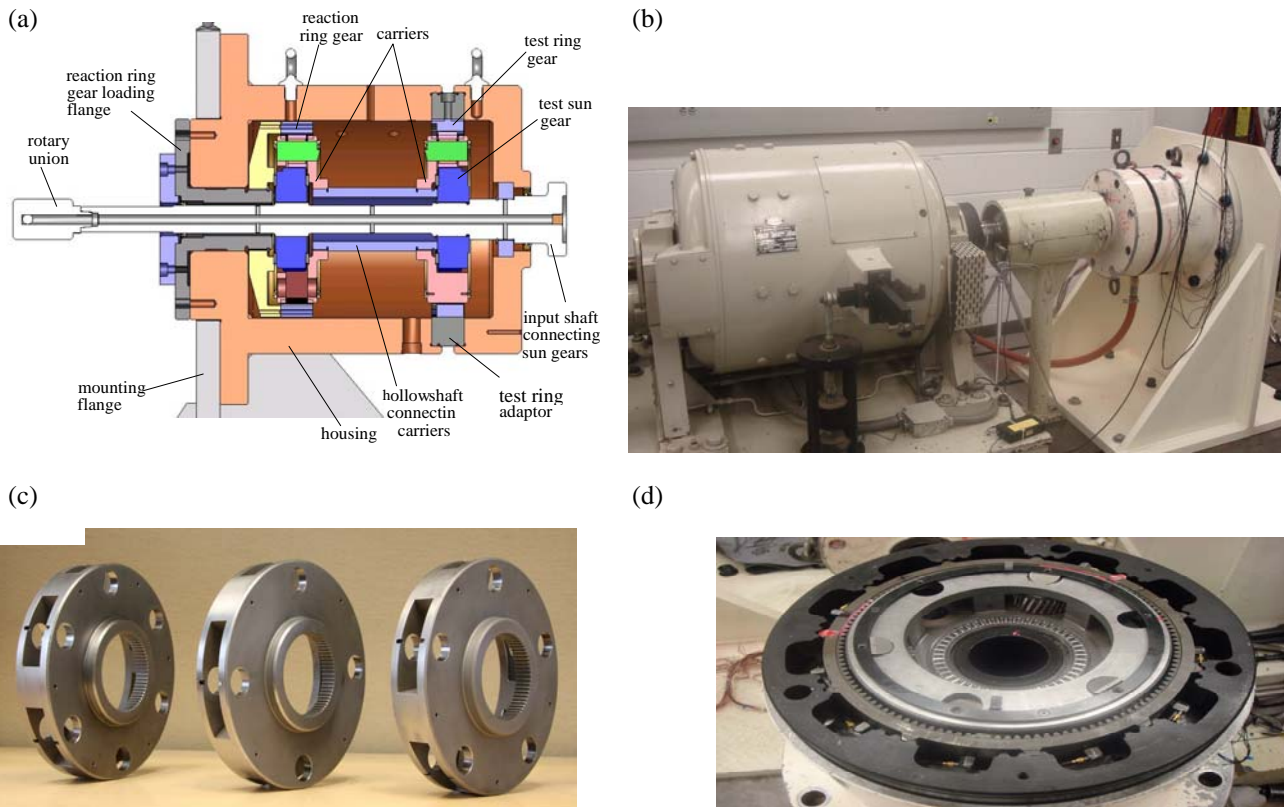 (a)
(b)
reaction
ring gear
carriers
test ring
gear
reaction ring
gear loading
flange
test sun
gear
rotary
union
input shaft
connecting
sun gears
mounting
flange
hollowshaft
connectin
carriers
test ring
adaptor
housing
(c)
(d)